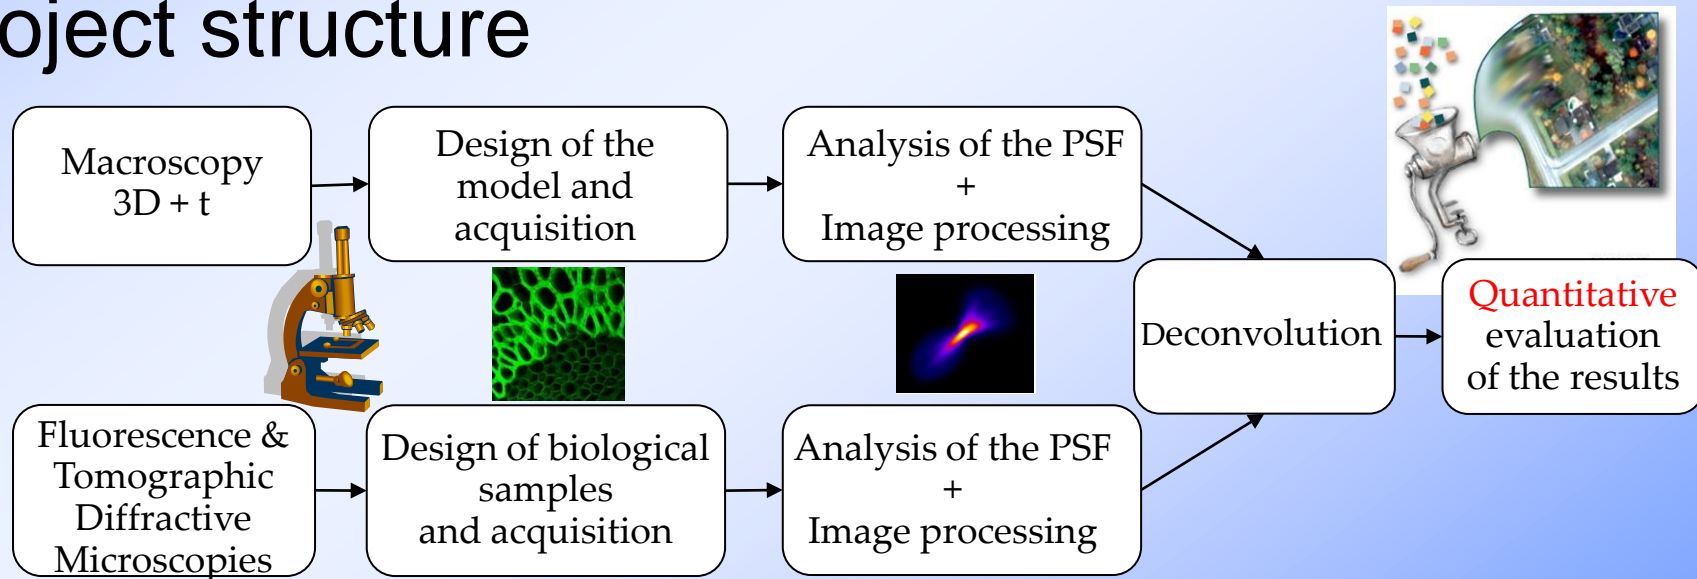 oject structure
Macroscopy
3D + t
Design of the
model and
acquisition
Analysis of the PSF
+
Image processing
Deconvolution
Quantitative
evaluation
of the results
Fluorescence &
Tomographic
Diffractive
Microscopies
Design of biological
samples
and acquisition
Analysis of the PSF
+
Image processing